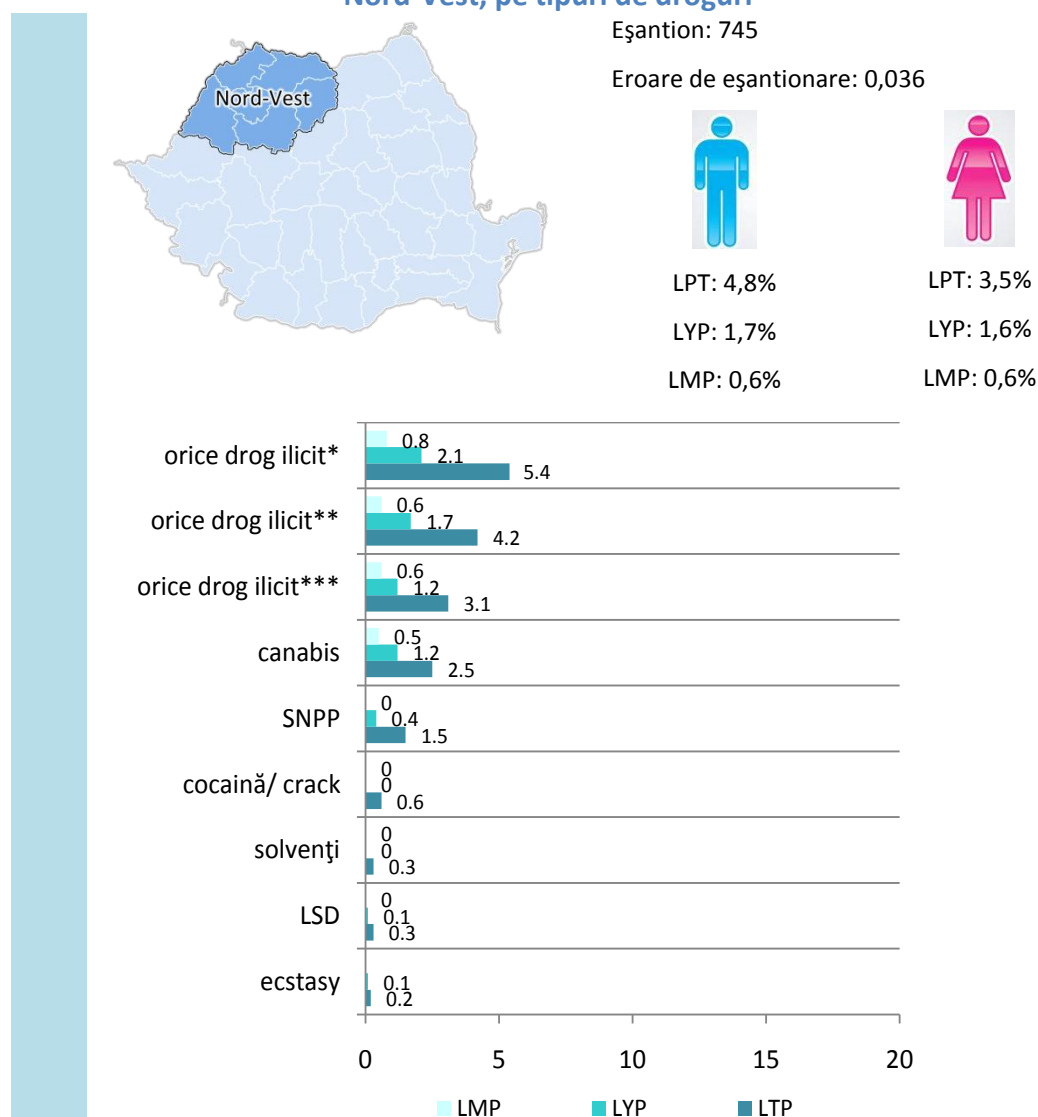 Nord-Vest, pe tipuri de droguri
Eşantion: 745
Eroare de eşantionare: 0,036
Nord-Vest
LPT: 4,8%
LPT: 3,5%
LYP: 1,7%
LYP: 1,6%
LMP: 0,6%
LMP: 0,6%
orice drog ilicit*
0.8
2.1
5.4
orice drog ilicit**
0.6
1.7
4.2
orice drog ilicit***
0.6
1.2
3.1
canabis
0.5
1.2
2.5
SNPP
0
0.4
1.5
cocaină/ crack
0
0
0.6
solvenţi
0
0
0.3
LSD
0
0.1
0.3
ecstasy
0.1
0.2
0 5 10 15 20
LMP LYP LTP